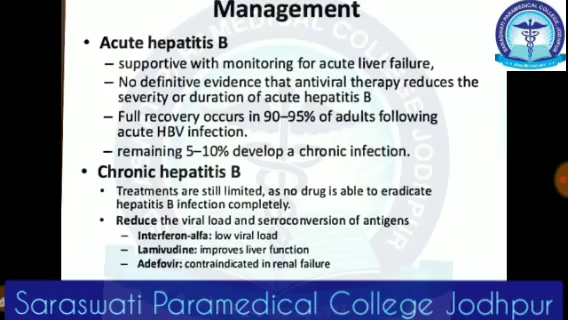 Management
• Acute hepatitis B
– supportive with monitoring for acute liver failure,
– No definitive evidence that antiviral therapy reduces the
severity or duration of acute hepatitis B
– Full recovery occurs in 90–95% of adults following
acute HBV infection.
– remaining 5–10% develop a chronic infection.
• Chronic hepatitis B
• Treatments are still limited, as no drug is able to eradicate
hepatitis B infection completely.
• Reduce the viral load and serroconversion of antigens
– Interferon-alfa: low viral load
– Lamivudine: improves liver function
– Adefovir: contraindicated in renal failure
Saraswati Paramedical College Jodhpur
SARASWATI PARAMEDICAL COLLEGE, JODHPUR